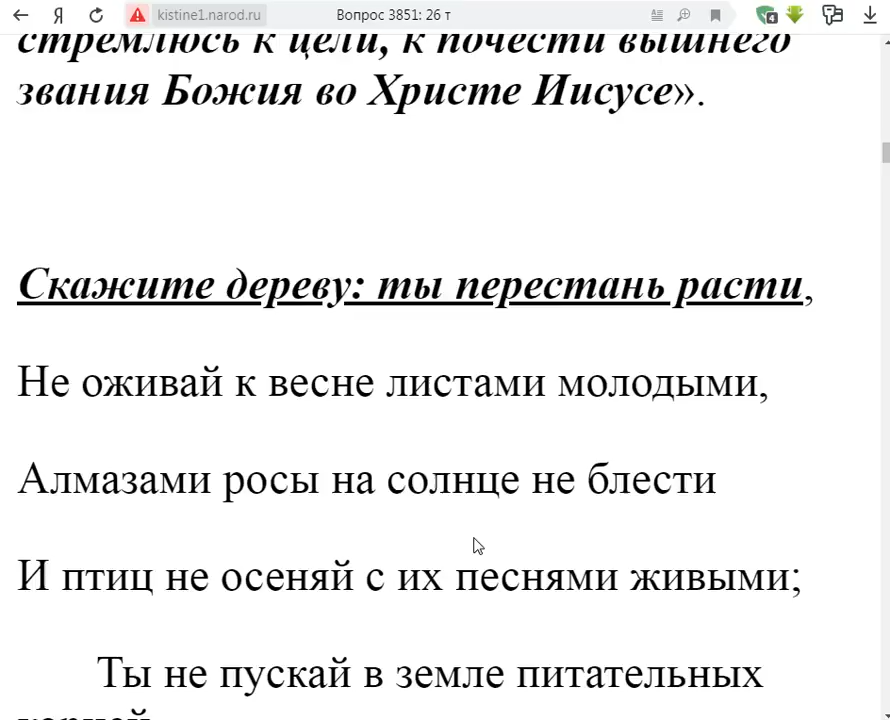 kistine1.narod.ru
Вопрос 3851: 26 т
4
стремлюсь к цели, к почести вышнего
звания Божия во Христе Иисусе».
Скажите дереву: ты перестань расти,
Не оживай к весне листами молодыми,
Алмазами росы на солнце не блести
И птиц не осеняй с их песнями живыми;
Ты не пускай в земле питательных
корней